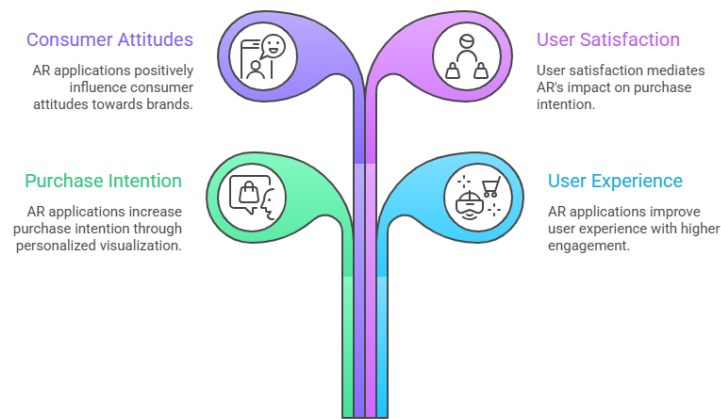 Consumer Attitudes
AR applications positively
influence consumer
attitudes towards brands.
User Satisfaction
User satisfaction mediates
AR's impact on purchase
intention.
Purchase Intention
AR applications increase
purchase intention through
personalized visualization.
User Experience
AR applications improve
user experience with higher
engagement.